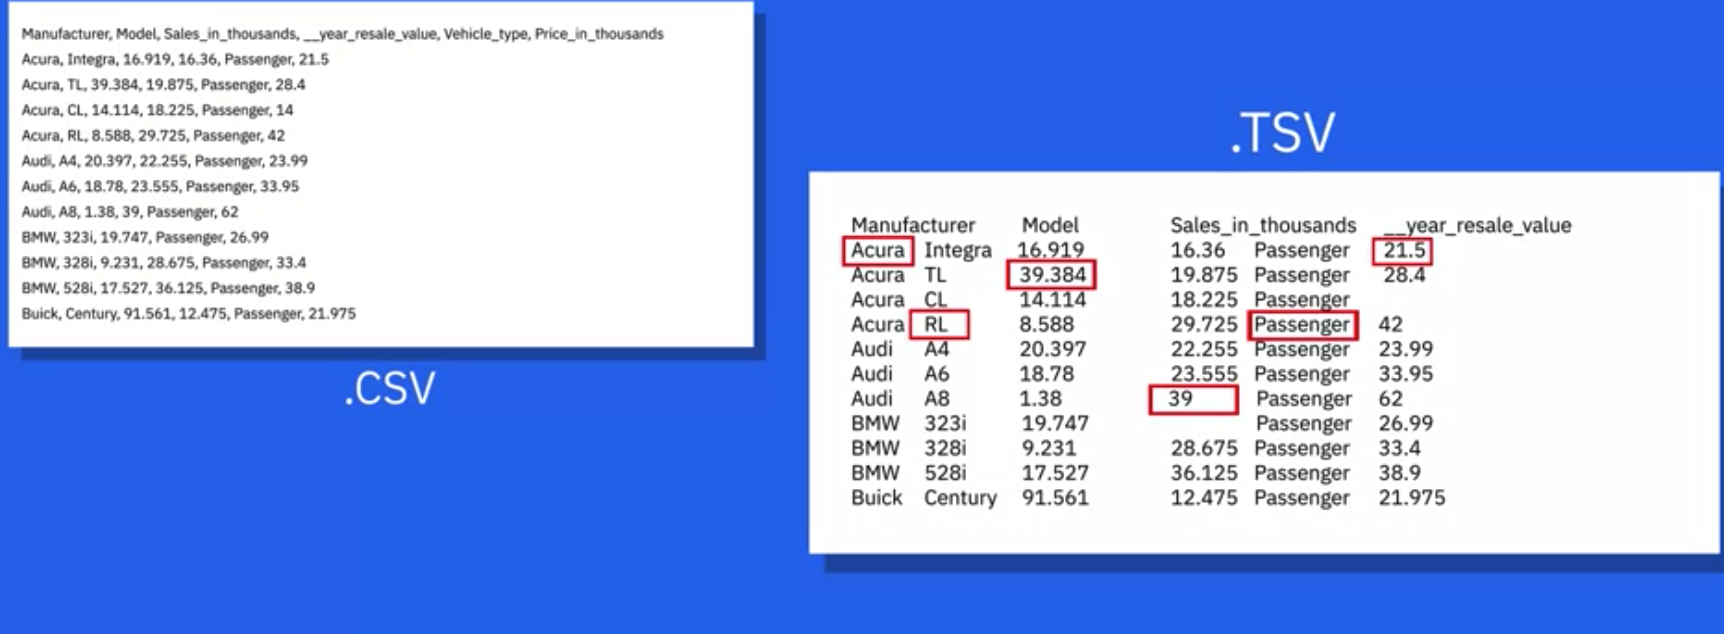 Manufacturer, Model, Sales_in_thousands, __year_resale_value, Vehicle_type, Price_in_thousands
Acura, Integra, 16.919, 16.36, Passenger, 21.5
Acura, TL, 39.384, 19.875, Passenger, 28.4
Acura, CL, 14.114, 18.225, Passenger, 14
Acura, RL, 8.588, 29.725, Passenger, 42
Audi, A4, 20.397, 22.255, Passenger, 23.99
Audi, A6, 18.78, 23.555, Passenger, 33.95
Audi, A8, 1.38, 39, Passenger, 62
BMW, 323i, 19.747, Passenger, 26.99
BMW, 328i, 9.231, 28.675, Passenger, 33.4
BMW, 528i, 17.527, 36.125, Passenger, 38.9
Buick, Century, 91.561, 12.475, Passenger, 21.975
.CSV
.TSV
Manufacturer Model Sales_in_thousands __year_resale_value
Acura Integra 16.919 16.36 Passenger 21.5
Acura TL 39.384 19.875 Passenger 28.4
Acura CL 14.114 18.225 Passenger
Acura RL 8.588 29.725 Passenger 42
Audi A4 20.397 22.255 Passenger 23.99
Audi A6 18.78 23.555 Passenger 33.95
Audi A8 1.38 39 Passenger 62
BMW 323i 19.747 Passenger 26.99
BMW 328i 9.231 28.675 Passenger 33.4
BMW 528i 17.527 36.125 Passenger 38.9
Buick Century 91.561 12.475 Passenger 21.975